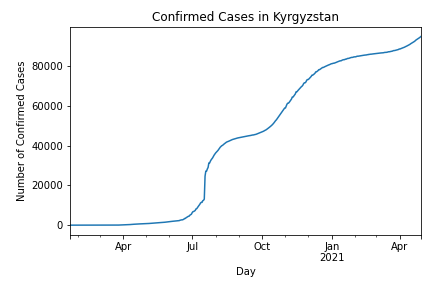 Confirmed Cases in Kyrgyzstan
Number of Confirmed Cases
80000
60000
40000
20000
0
Apr Jul Oct Jan Apr
2021
Day